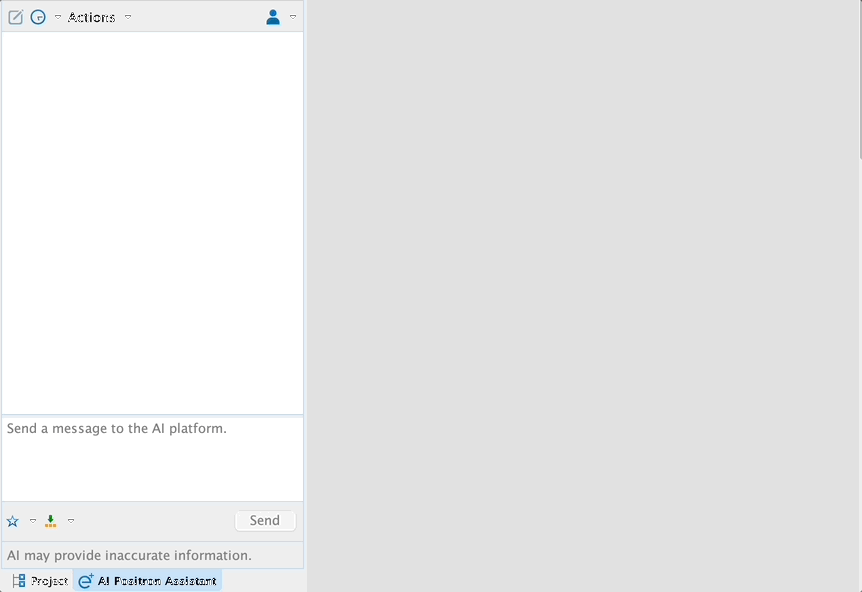 Actions
Send a message to the AI platform.
Send
AI may provide inaccurate information.
Project
AI Positron Assistant